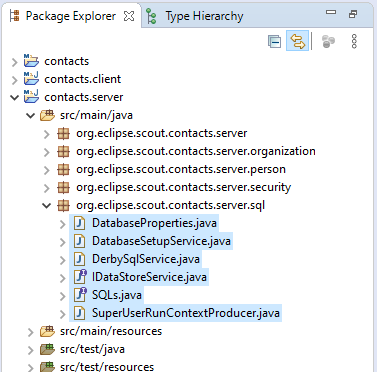 Package Explorer Type Hierarchy
contacts
contacts.client
contacts.server
src/main/java
org.eclipse.scout.contacts.server
org.eclipse.scout.contacts.server.organization
org.eclipse.scout.contacts.server.person
org.eclipse.scout.contacts.server.security
org.eclipse.scout.contacts.server.sql
DatabaseProperties.java
DatabaseSetupService.java
DerbySqlService.java
IDataStoreService.java
SQLs.java
SuperUserRunContextProducer.java
src/main/resources
src/test/java
src/test/resources